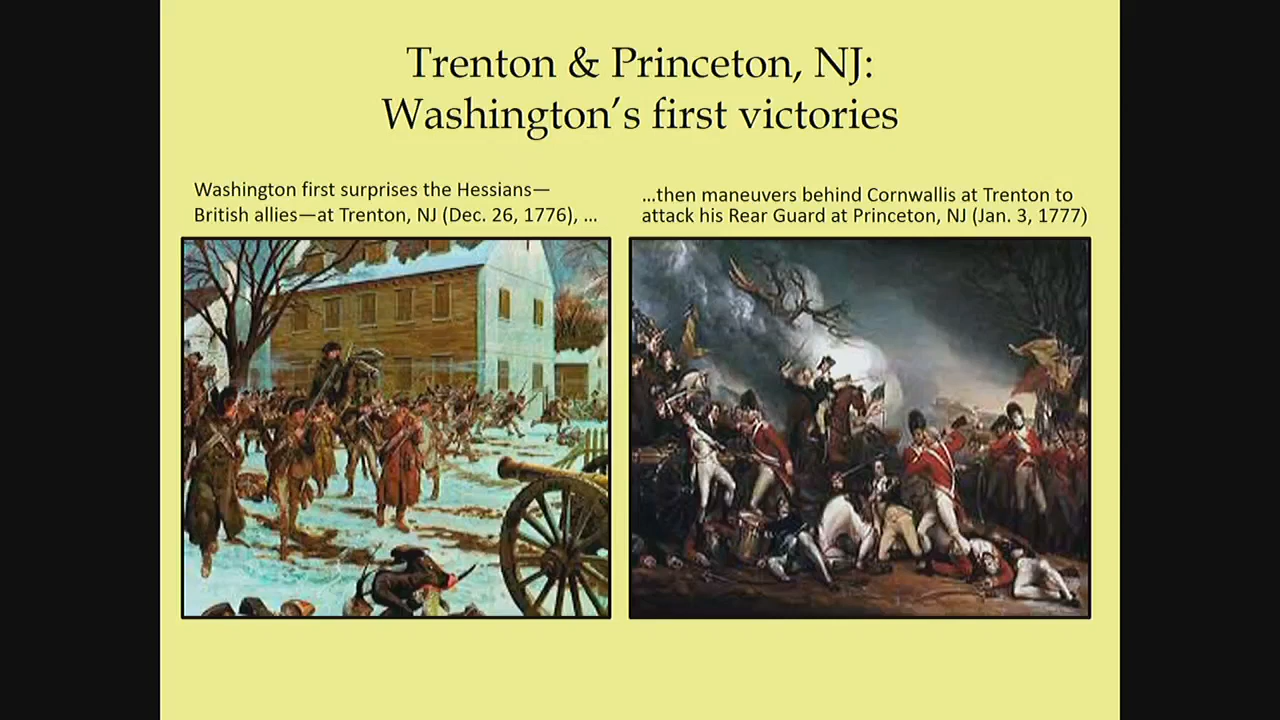 Trenton & Princeton, NJ:
Washington’s first victories
Washington first surprises the Hessians—
British allies—at Trenton, NJ (Dec. 26, 1776), ...
...then maneuvers behind Cornwallis at Trenton to
attack his Rear Guard at Princeton, NJ (Jan. 3, 1777)